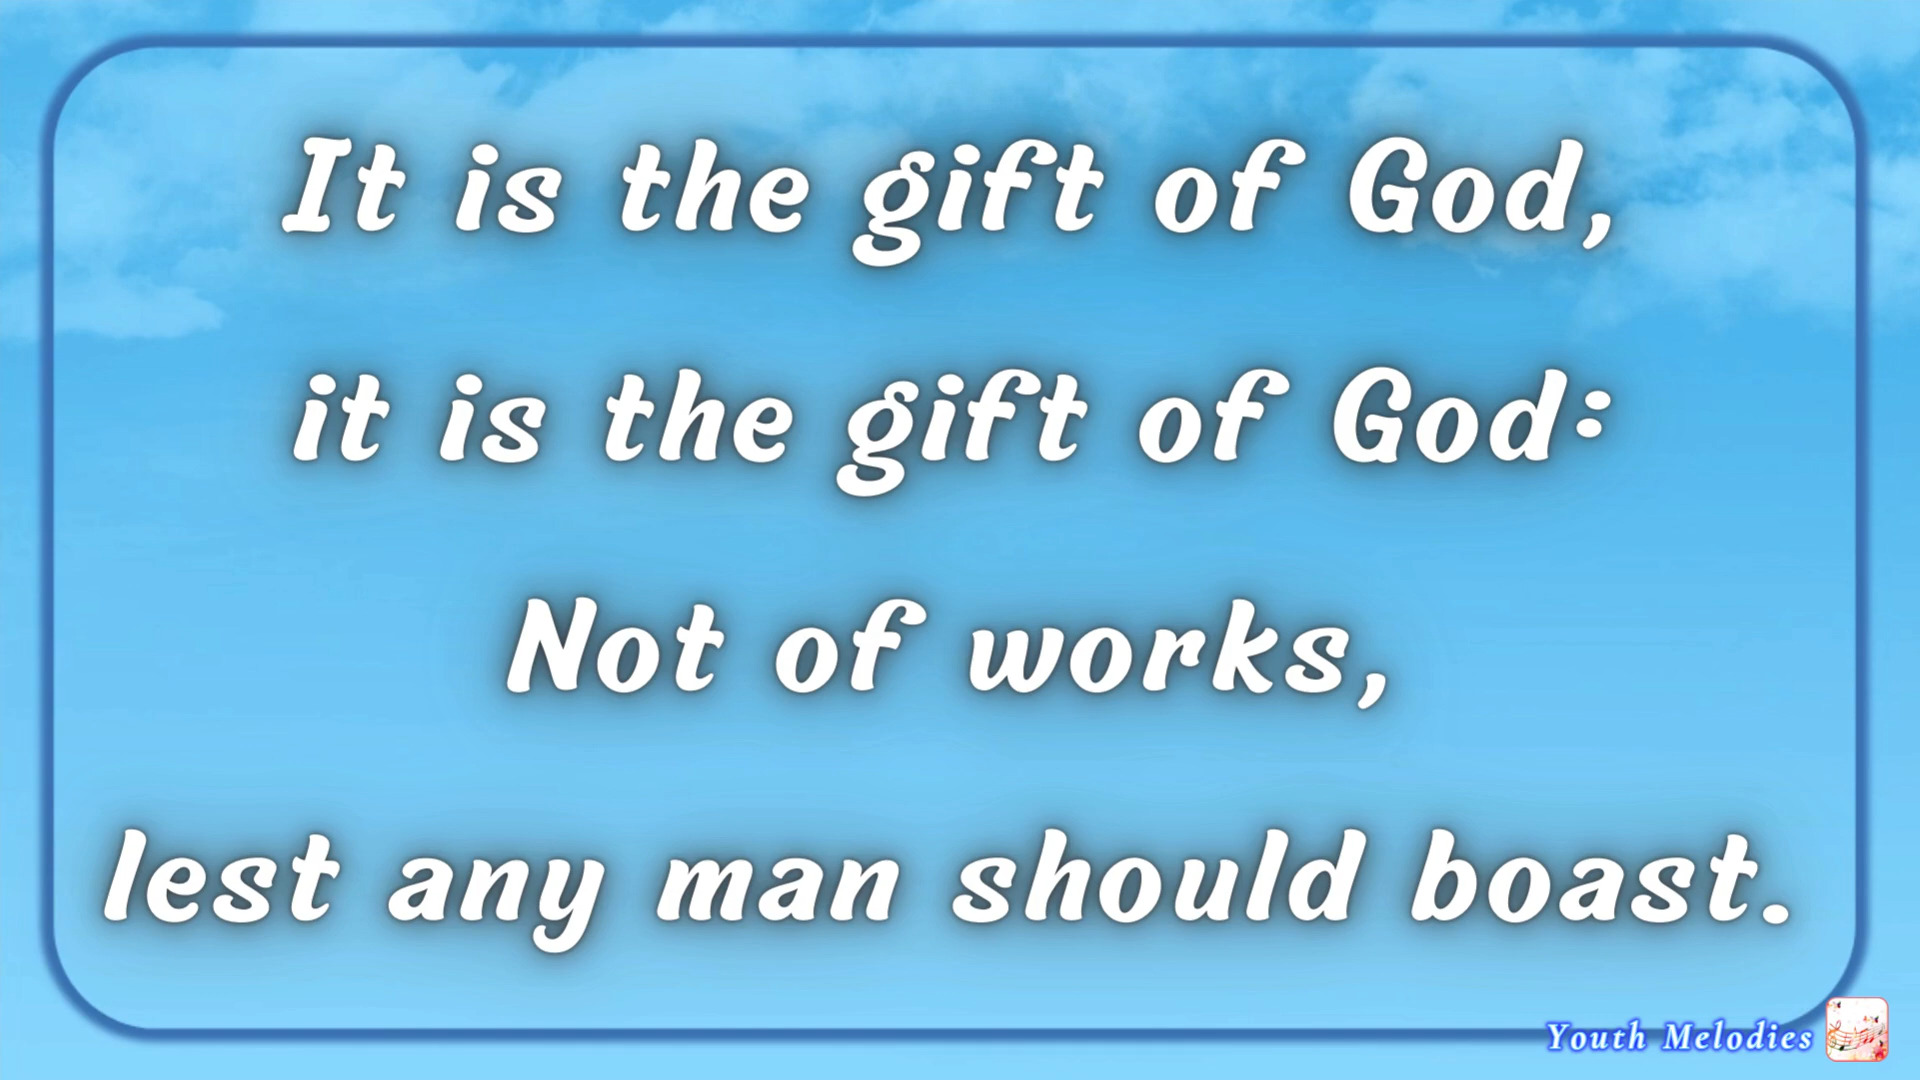 It is the gift of God,
it is the gift of God:
Not of works,
lest any man should boast.
Youth Melodies